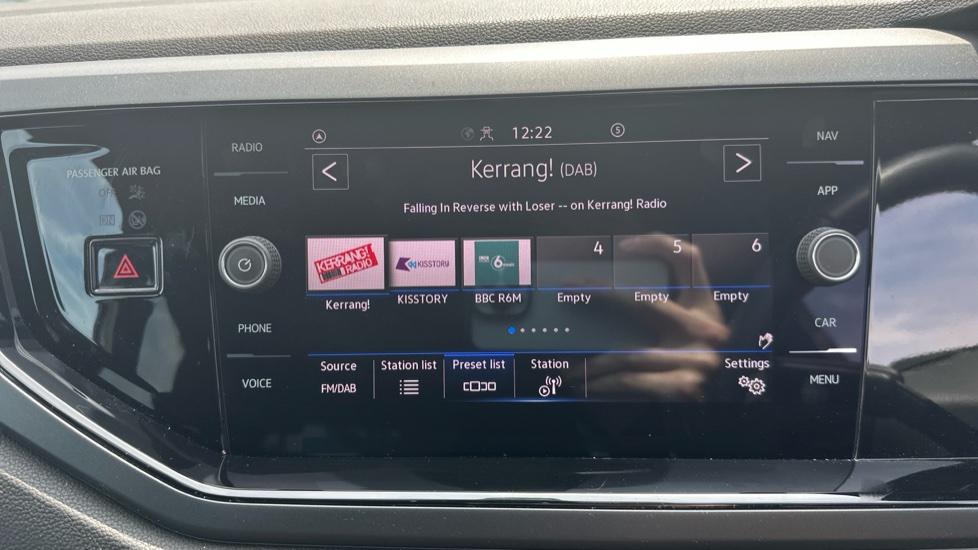 PASSENGER AIR BAG
OFF
ON
RADIO
MEDIA
PHONE
VOICE
12:22
S
< Kerrang! (DAB) >
Falling In Reverse with Loser -- on Kerrang! Radio
KERRANG!
RADIO
KISSTORY
6
4
5
6
Kerrang!
KISSTORY
BBC R6M
Empty
Empty
Empty
Source
FM/DAB
Station list
Preset list
Station
Settings
NAV
APP
CAR
MENU